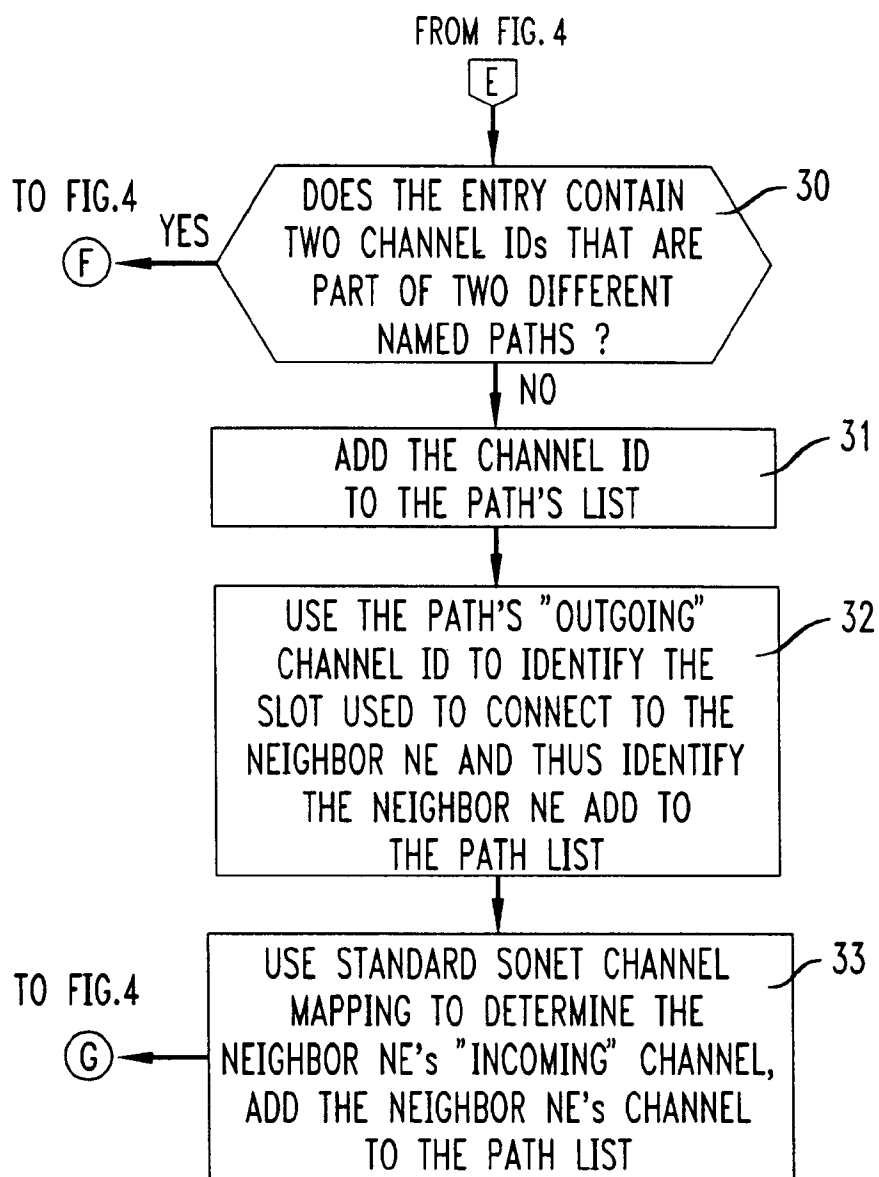 FROM FIG. 4
E
DOES THE ENTRY CONTAIN
TWO CHANNEL IDs THAT ARE
PART OF TWO DIFFERENT
NAMED PATHS ?
30
TO FIG.4
YES
F
NO
ADD THE CHANNEL ID
TO THE PATH'S LIST
31
USE THE PATH'S "OUTGOING"
CHANNEL ID TO IDENTIFY THE
SLOT USED TO CONNECT TO THE
NEIGHBOR NE AND THUS IDENTIFY
THE NEIGHBOR NE ADD TO
THE PATH LIST
32
USE STANDARD SONET CHANNEL
MAPPING TO DETERMINE THE
NEIGHBOR NE's "INCOMING" CHANNEL,
ADD THE NEIGHBOR NE's CHANNEL
TO THE PATH LIST
33
TO FIG.4
G